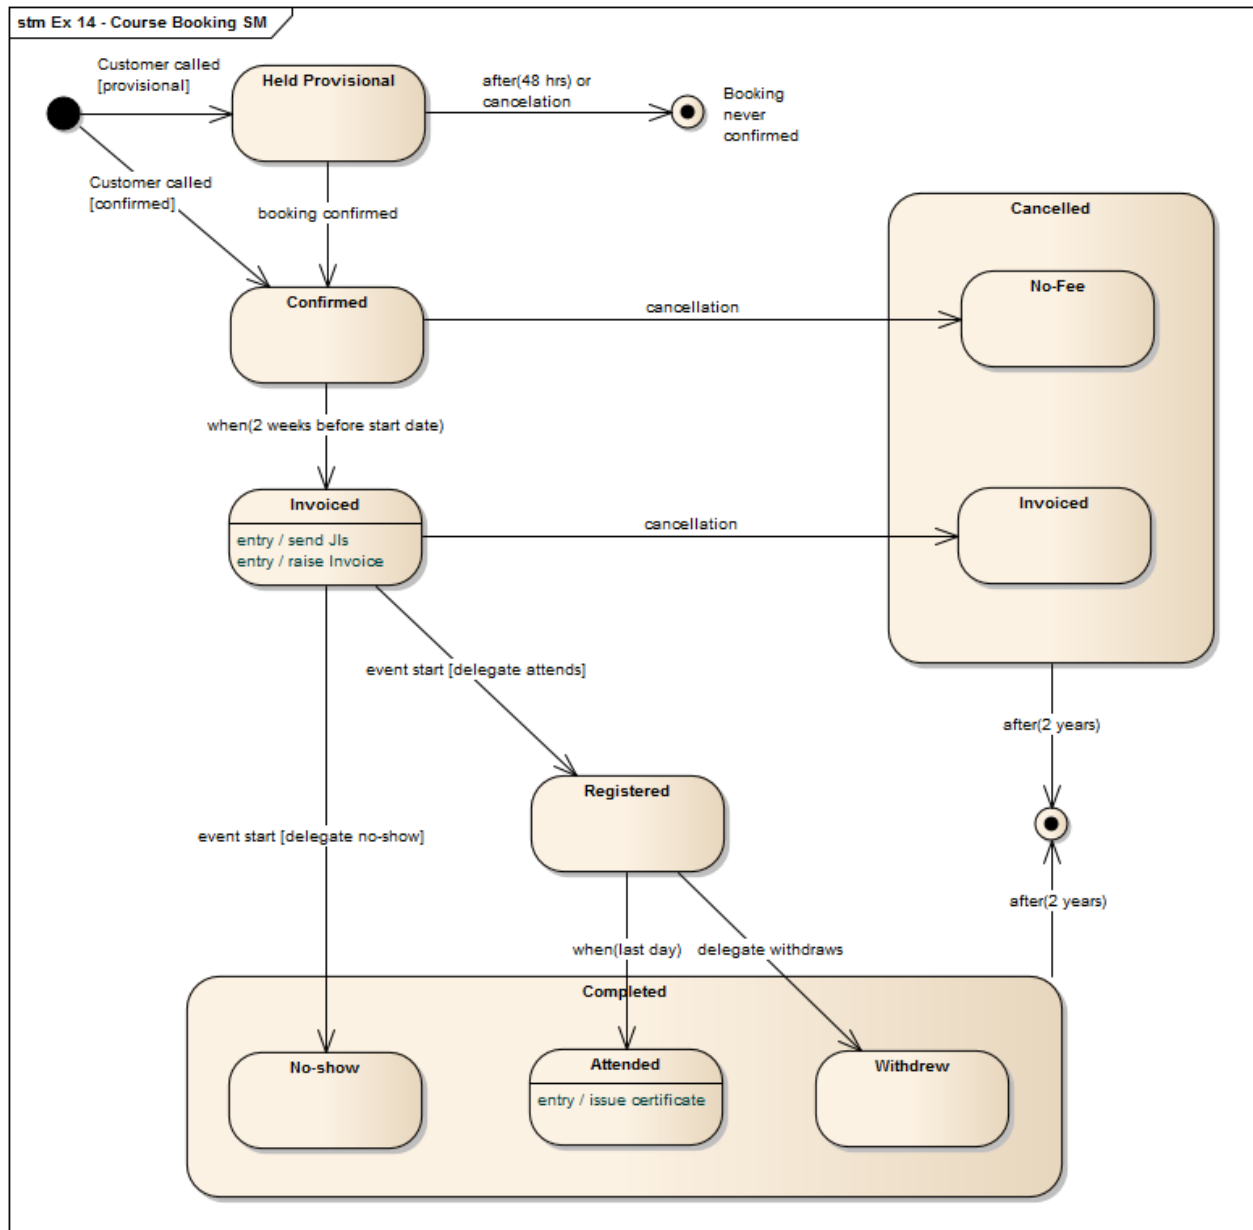 stm Ex 14 - Course Booking SM
Customer called
[provisional]
Held Provisional
after(48 hrs) or
cancelation
Booking
never
confirmed
Customer called
[confirmed]
booking confirmed
Cancelled
No-Fee
Confirmed
cancellation
when(2 weeks before start date)
Invoiced
entry / send JIs
entry / raise Invoice
cancellation
Invoiced
event start [delegate attends]
after(2 years)
Registered
event start [delegate no-show]
after(2 years)
when(last day)
delegate withdraws
Completed
No-show
Attended
entry / issue certificate
Withdrew